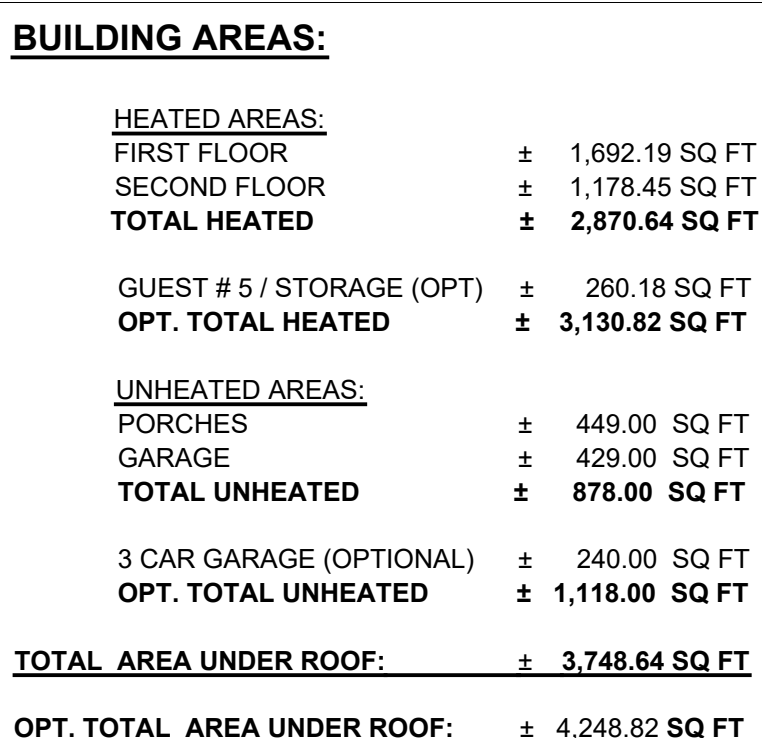 BUILDING AREAS:
HEATED AREAS:
FIRST FLOOR ± 1,692.19 SQ FT
SECOND FLOOR ± 1,178.45 SQ FT
TOTAL HEATED ± 2,870.64 SQ FT
GUEST # 5 / STORAGE (OPT) ± 260.18 SQ FT
OPT. TOTAL HEATED ± 3,130.82 SQ FT
UNHEATED AREAS:
PORCHES ± 449.00 SQ FT
GARAGE ± 429.00 SQ FT
TOTAL UNHEATED ± 878.00 SQ FT
3 CAR GARAGE (OPTIONAL) ± 240.00 SQ FT
OPT. TOTAL UNHEATED ± 1,118.00 SQ FT
TOTAL AREA UNDER ROOF: ± 3,748.64 SQ FT
OPT. TOTAL AREA UNDER ROOF: ± 4,248.82 SQ FT